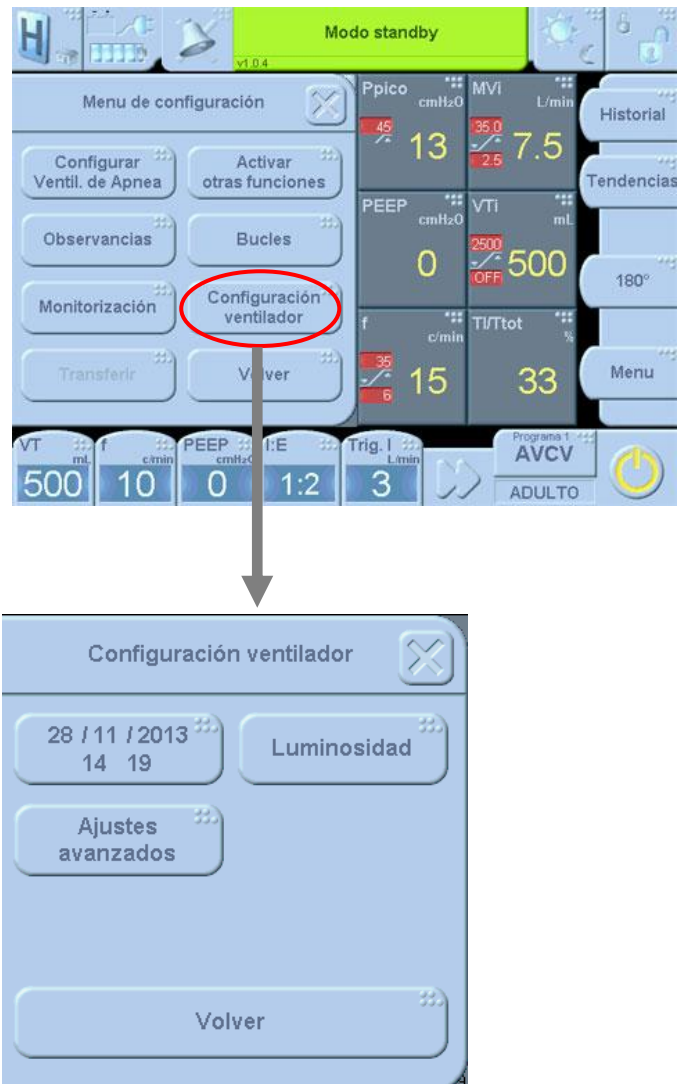 H
Modo standby
v1.0.4
Menu de configuración
Configurar
Ventil. de Apnea
Activar
otras funciones
Observancias
Bucles
Monitorización
Configuración
ventilador
Transferir
Volver
Ppico
cmH2O
45
13
MVi
L/min
35.0
2.5
7.5
PEEP
cmH2O
0
VTi
mL
2500
OFF
500
f
c/min
35
6
15
TI/Ttot
%
33
Historial
Tendencias
180°
Menu
VT
mL
500
f
c/min
10
PEEP
cmH2O
0
I:E
1:2
Trig. I
L/min
3
Programa 1
AVCV
ADULTO
Configuración ventilador
28 / 11 / 2013
14 19
Luminosidad
Ajustes
avanzados
Volver